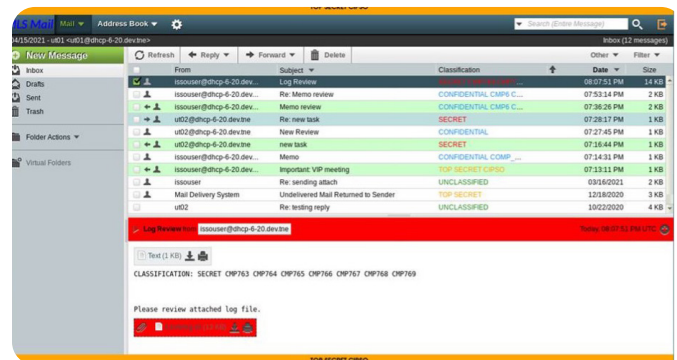 TOP SECRET CIPSO
MLS Mail Mail Address Book Search (Entire Message)
04/15/2021 - ut01 <ut01@dhcp-6-20.dev.tne> Inbox (12 messages)
New Message Refresh Reply Forward Delete Other Filter
Inbox
Drafts
Sent
Trash
Folder Actions
Virtual Folders
From Subject Classification Date Size
issouser@dhcp-6-20.dev... Log Review 08:07:51 PM 14 KB
issouser@dhcp-6-20.dev... Re: Memo review CONFIDENTIAL CMP6 C... 07:53:14 PM 2 KB
issouser@dhcp-6-20.dev... Memo review CONFIDENTIAL CMP6 C... 07:36:26 PM 2 KB
ut02@dhcp-6-20.dev.tne Re: new task SECRET 07:28:17 PM 1 KB
ut02@dhcp-6-20.dev.tne New Review CONFIDENTIAL 07:27:45 PM 1 KB
ut02@dhcp-6-20.dev.tne new task SECRET 07:16:44 PM 1 KB
issouser@dhcp-6-20.dev... Memo CONFIDENTIAL COMP_... 07:14:31 PM 1 KB
issouser@dhcp-6-20.dev... Important: VIP meeting TOP SECRET CIPSO 07:13:11 PM 1 KB
issouser Re: sending attach UNCLASSIFIED 03/16/2021 2 KB
Mail Delivery System Undelivered Mail Returned to Sender TOP SECRET 12/18/2020 3 KB
ut02 Re: testing reply UNCLASSIFIED 10/22/2020 4 KB
Log Review from issouser@dhcp-6-20.dev.tne Today, 08:07:51 PM UTC
Text (1 KB)
CLASSIFICATION: SECRET CMP763 CMP764 CMP765 CMP766 CMP767 CMP768 CMP769
Please review attached log file.
TOP SECRET CIPSO